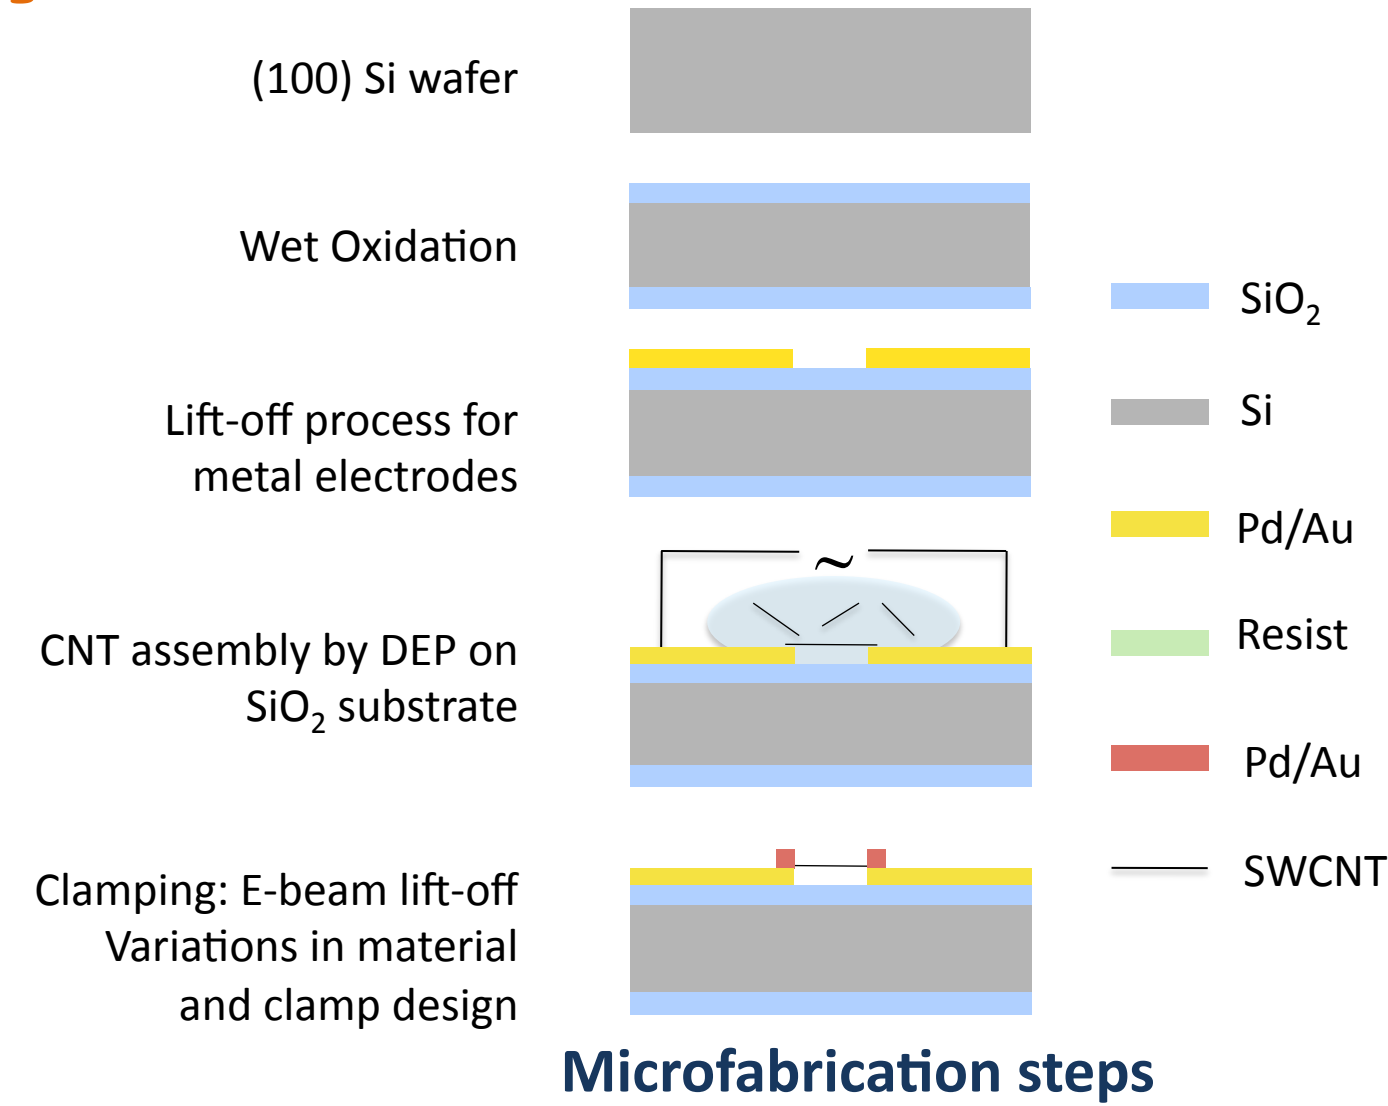 (100) Si wafer
Wet Oxidation
Lift-off process for
metal electrodes
~
CNT assembly by DEP on
SiO₂ substrate
Clamping: E-beam lift-off
Variations in material
and clamp design
SiO₂
Si
Pd/Au
Resist
Pd/Au
SWCNT
Microfabrication steps